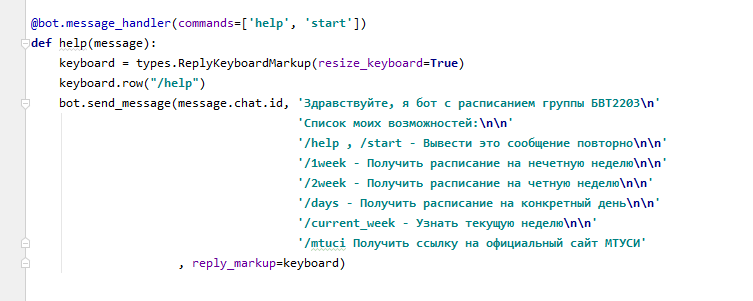 @bot.message_handler(commands=['help', 'start'])
def help(message):
    keyboard = types.ReplyKeyboardMarkup(resize_keyboard=True)
    keyboard.row("/help")
    bot.send_message(message.chat.id, 'Здравствуйте, я бот с расписанием группы БВТ2203\n'
                                      'Список моих возможностей:\n\n'
                                      '/help , /start - Вывести это сообщение повторно\n\n'
                                      '/1week - Получить расписание на нечетную неделю\n\n'
                                      '/2week - Получить расписание на четную неделю\n\n'
                                      '/days - Получить расписание на конкретный день\n\n'
                                      '/current_week - Узнать текущую неделю\n\n'
                                      '/mtuci Получить ссылку на официальный сайт МТУСИ'
                     , reply_markup=keyboard)